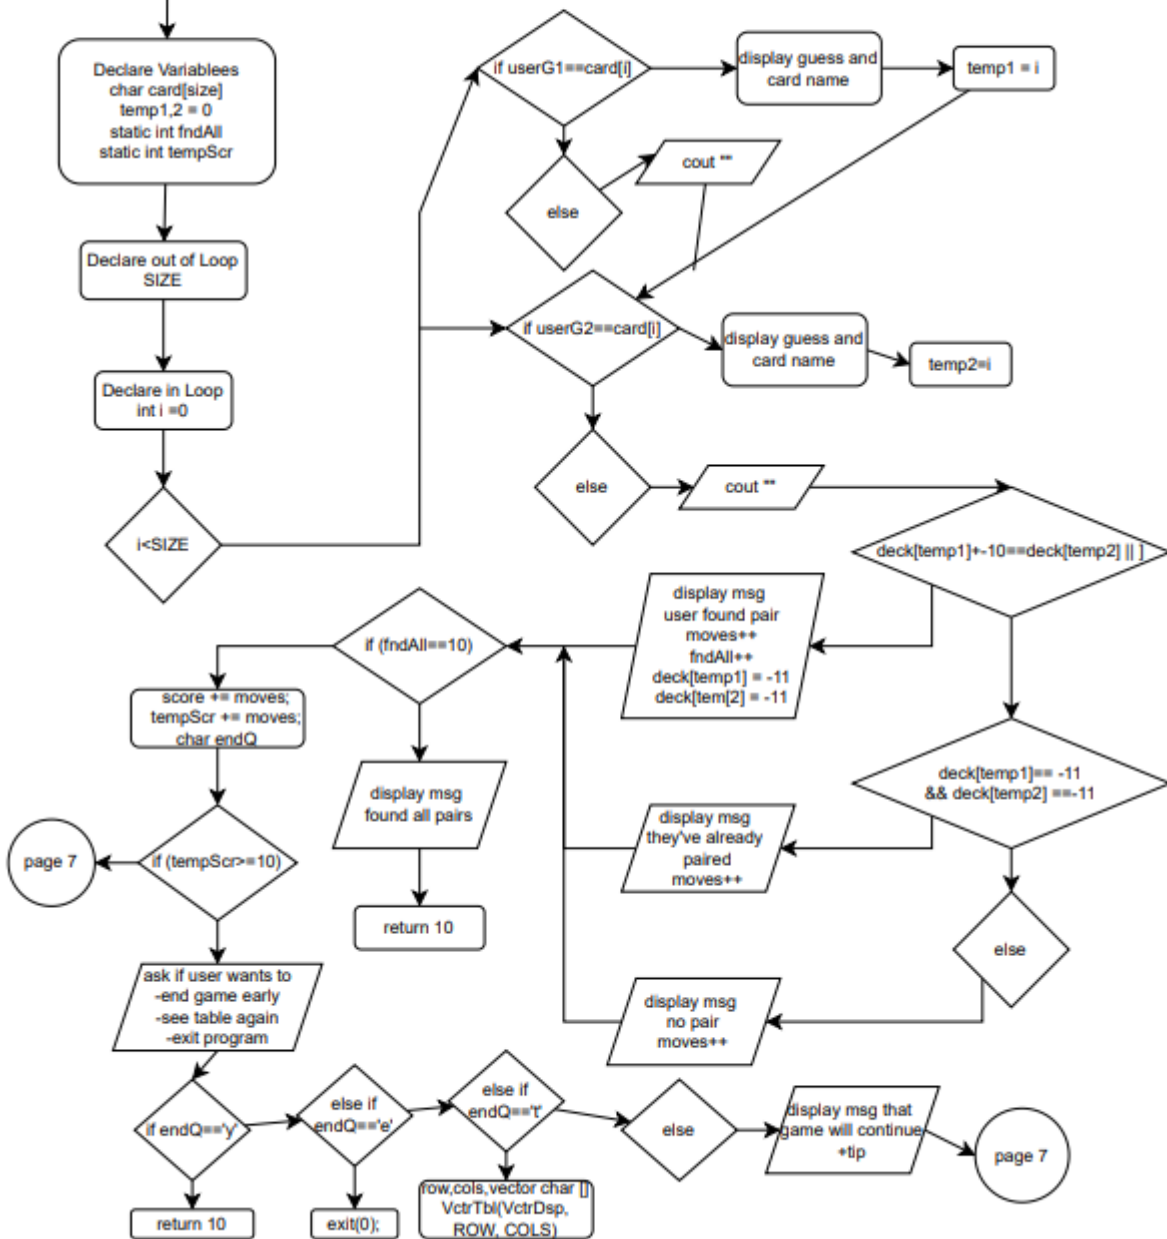 Declare Variablees
char card[size]
temp1,2 = 0
static int fndAll
static int tempScr
Declare out of Loop
SIZE
Declare in Loop
int i =0
i<SIZE
if userG1==card[i]
display guess and
card name
temp1 = i
else
cout ""
if userG2==card[i]
display guess and
card name
temp2=i
else
cout ""
deck[temp1]+-10==deck[temp2] || ]
display msg
user found pair
moves++
fndAll++
deck[temp1] = -11
deck[tem[2] = -11
deck[temp1]== -11
&& deck[temp2] ==-11
display msg
they've already
paired
moves++
else
display msg
no pair
moves++
if (fndAll==10)
display msg
found all pairs
return 10
score += moves;
tempScr += moves;
char endQ
if (tempScr>=10)
page 7
ask if user wants to
-end game early
-see table again
-exit program
if endQ=='y'
return 10
else if
endQ=='e'
exit(0);
else if
endQ=='t'
row,cols,vector char []
VctrTbl(VctrDsp,
ROW, COLS)
else
display msg that
game will continue
+tip
page 7